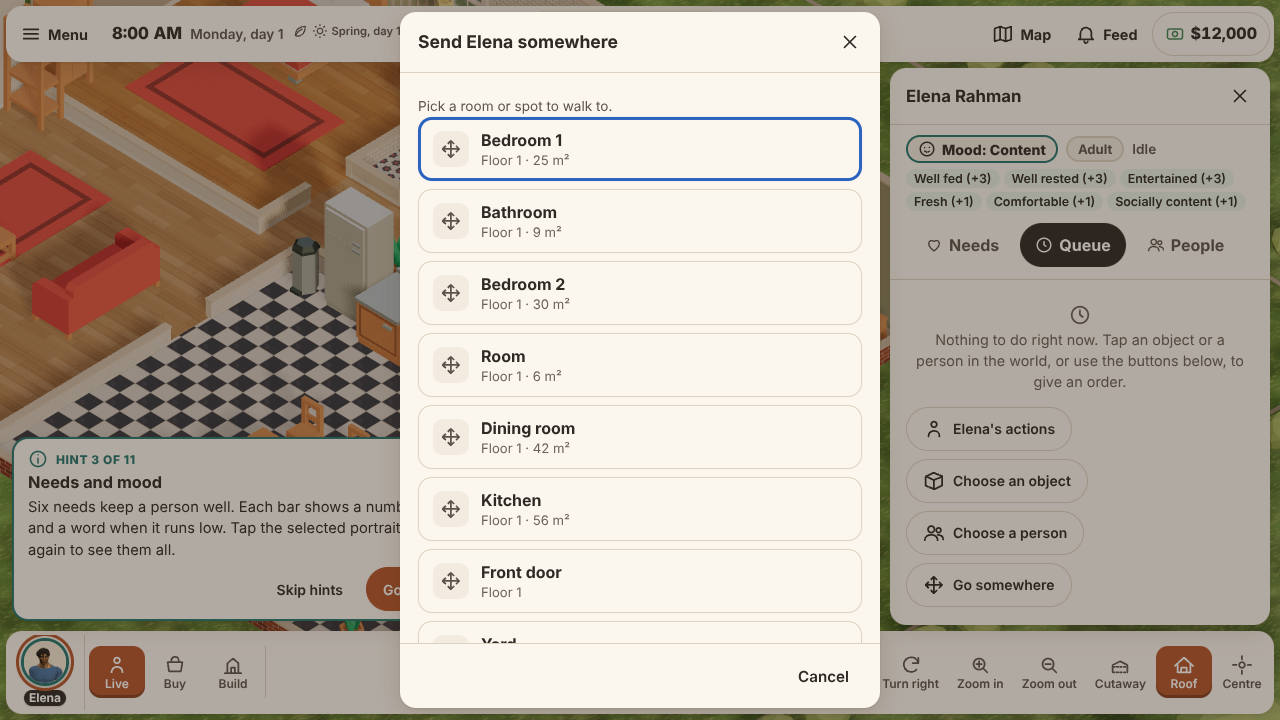 Menu
8:00 AM Monday, day 1 Spring, day 1
Map
Feed
$12,000
Send Elena somewhere
Pick a room or spot to walk to.
Bedroom 1
Floor 1 · 25 m²
Bathroom
Floor 1 · 9 m²
Bedroom 2
Floor 1 · 30 m²
Room
Floor 1 · 6 m²
Dining room
Floor 1 · 42 m²
Kitchen
Floor 1 · 56 m²
Front door
Floor 1
Yard
Cancel
Elena Rahman
Mood: Content Adult Idle
Well fed (+3) Well rested (+3) Entertained (+3)
Fresh (+1) Comfortable (+1) Socially content (+1)
Needs Queue People
Nothing to do right now. Tap an object or a
person in the world, or use the buttons below, to
give an order.
Elena's actions
Choose an object
Choose a person
Go somewhere
HINT 3 OF 11
Needs and mood
Six needs keep a person well. Each bar shows a numb
and a word when it runs low. Tap the selected portrait
again to see them all.
Skip hints
Elena
Live
Buy
Build
Turn right
Zoom in
Zoom out
Cutaway
Roof
Centre